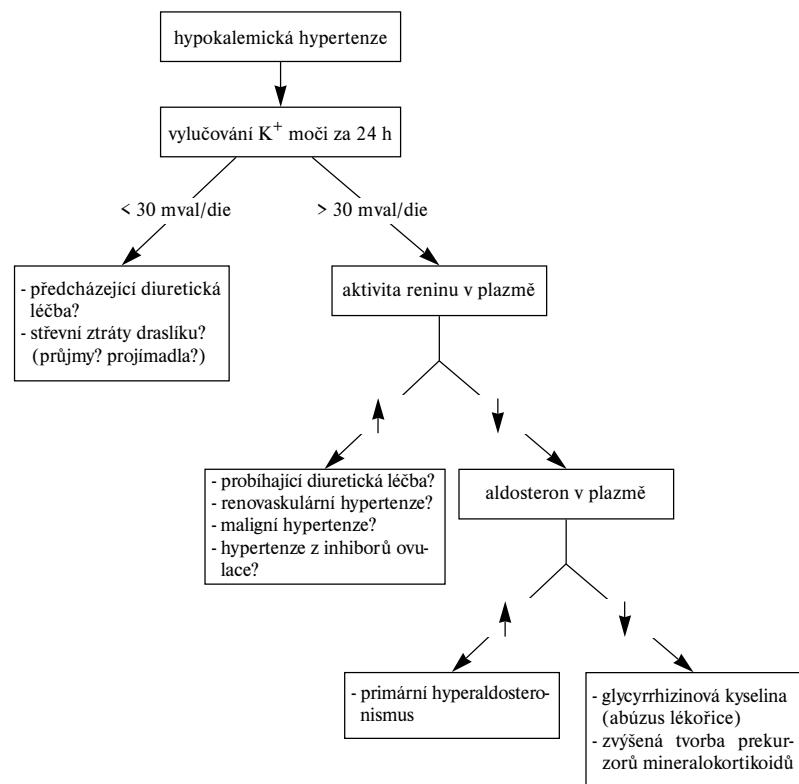 hypokalemická hypertenze
vylučování K⁺ moči za 24 h
< 30 mval/die
> 30 mval/die
- předcházející diuretická
léčba?
- střevní ztráty draslíku?
(průjmy? projímadla?)
aktivita reninu v plazmě
- probíhající diuretická léčba?
- renovaskulární hypertenze?
- maligní hypertenze?
- hypertenze z inhiborů ovu-
lace?
aldosteron v plazmě
- primární hyperaldostero-
nismus
- glycyrrhizinová kyselina
(abúzus lékořice)
- zvýšená tvorba prekur-
zorů mineralokortikoidů